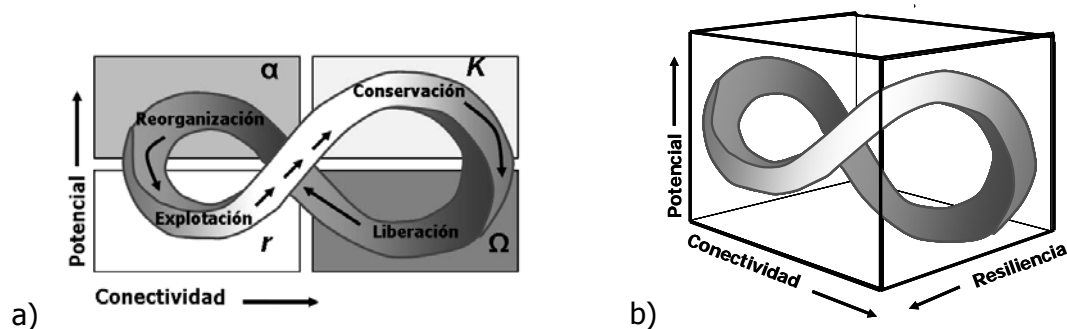 α
K
Conservación
Reorganización
Potencial
Explotación
Liberación
r
Ω
Conectividad
a)
Potencial
Conectividad
Resiliencia
b)